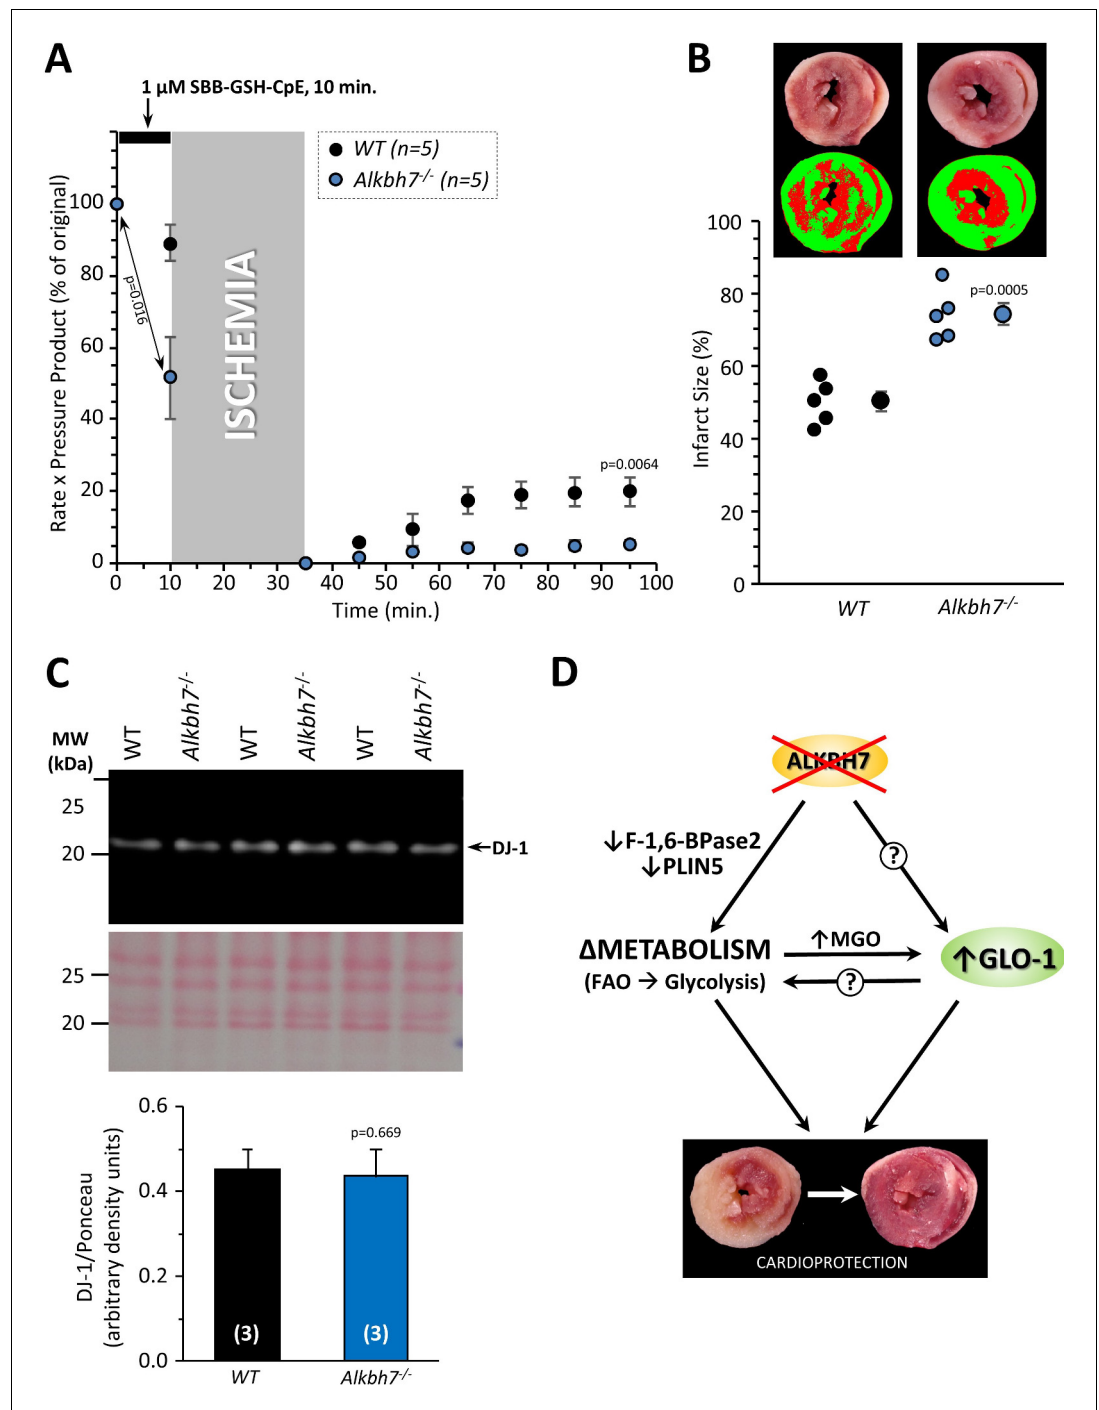 A
1 µM SBB-GSH-CpE, 10 min.
WT (n=5)
Alkbh7-/- (n=5)
Rate x Pressure Product (% of original)
100
80
60
40
20
0
p=0.016
ISCHEMIA
p=0.0064
0 10 20 30 40 50 60 70 80 90 100
Time (min.)
B
Infarct Size (%)
100
80
60
40
20
0
p=0.0005
WT
Alkbh7-/-
C
MW
(kDa)
WT
Alkbh7-/-
WT
Alkbh7-/-
WT
Alkbh7-/-
25
20
DJ-1
25
20
DJ-1/Ponceau
(arbitrary density units)
0.6
0.4
0.2
0.0
p=0.669
(3)
(3)
WT
Alkbh7-/-
D
ALKBH7
↓F-1,6-BPase2
↓PLIN5
?
ΔMETABOLISM
(FAO → Glycolysis)
↑MGO
?
↑GLO-1
CARDIOPROTECTION